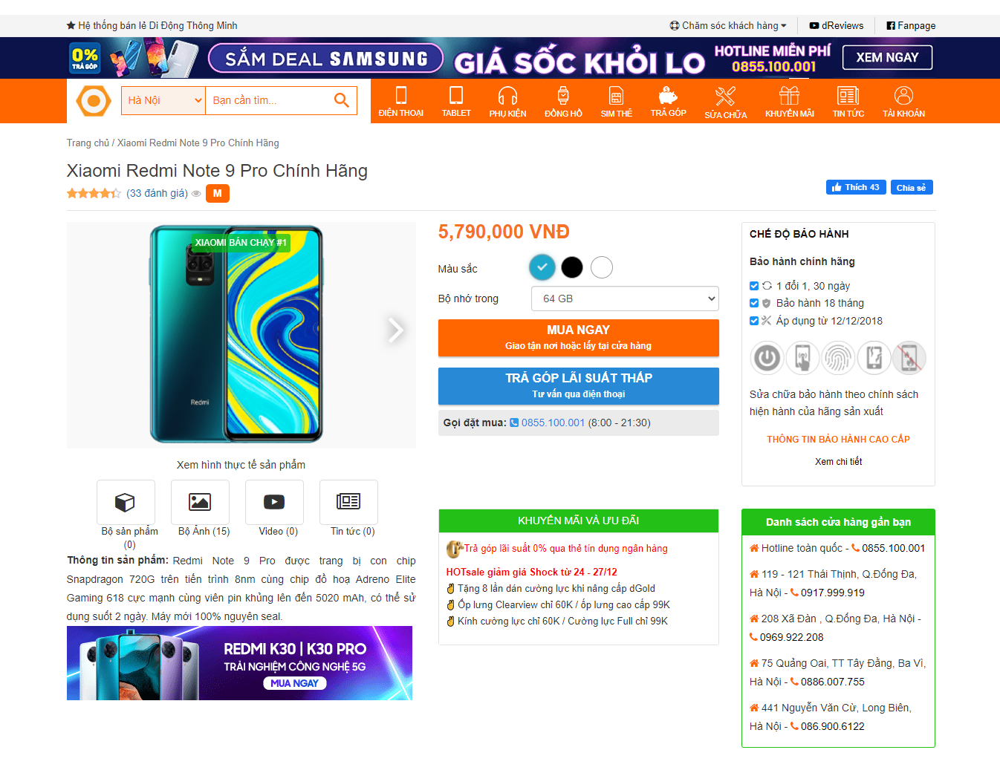 Hệ thống bán lẻ Di Động Thông Minh
Chăm sóc khách hàng
dReviews
Fanpage
0%
TRẢ GÓP
SẮM DEAL SAMSUNG
GIÁ SỐC KHỎI LO
HOTLINE MIỄN PHÍ
0855.100.001
XEM NGAY
Hà Nội
Bạn cần tìm...
ĐIỆN THOẠI
TABLET
PHỤ KIỆN
ĐỒNG HỒ
SIM THẺ
TRẢ GÓP
SỬA CHỮA
KHUYẾN MÃI
TIN TỨC
TÀI KHOẢN
Trang chủ / Xiaomi Redmi Note 9 Pro Chính Hãng
Xiaomi Redmi Note 9 Pro Chính Hãng
(33 đánh giá)
M
Thích 43
Chia sẻ
XIAOMI BÁN CHẠY #1
Redmi
Xem hình thực tế sản phẩm
Bộ sản phẩm
(0)
Bộ Ảnh (15)
Video (0)
Tin tức (0)
Thông tin sản phẩm: Redmi Note 9 Pro được trang bị con chip
Snapdragon 720G trên tiến trình 8nm cùng chip đồ hoạ Adreno Elite
Gaming 618 cực mạnh cùng viên pin khủng lên đến 5020 mAh, có thể sử
dụng suốt 2 ngày. Máy mới 100% nguyên seal.
REDMI K30 | K30 PRO
TRẢI NGHIỆM CÔNG NGHỆ 5G
MUA NGAY
5,790,000 VNĐ
Màu sắc
Bộ nhớ trong
64 GB
MUA NGAY
Giao tận nơi hoặc lấy tại cửa hàng
TRẢ GÓP LÃI SUẤT THẤP
Tư vấn qua điện thoại
Gọi đặt mua: 0855.100.001 (8:00 - 21:30)
KHUYẾN MÃI VÀ ƯU ĐÃI
Trả góp lãi suất 0% qua thẻ tín dụng ngân hàng
HOTsale giảm giá Shock từ 24 - 27/12
Tặng 8 lần dán cường lực khi nâng cấp dGold
Ốp lưng Clearview chỉ 60K / ốp lưng cao cấp 99K
Kính cường lực chỉ 60K / Cường lực Full chỉ 99K
CHẾ ĐỘ BẢO HÀNH
Bảo hành chính hãng
1 đổi 1, 30 ngày
Bảo hành 18 tháng
Áp dụng từ 12/12/2018
Sửa chữa bảo hành theo chính sách
hiện hành của hãng sản xuất
THÔNG TIN BẢO HÀNH CAO CẤP
Xem chi tiết
Danh sách cửa hàng gần bạn
Hotline toàn quốc - 0855.100.001
119 - 121 Thái Thịnh, Q.Đống Đa,
Hà Nội - 0917.999.919
208 Xã Đàn , Q.Đống Đa, Hà Nội -
0969.922.208
75 Quảng Oai, TT Tây Đằng, Ba Vì,
Hà Nội - 0886.007.755
441 Nguyễn Văn Cừ, Long Biên,
Hà Nội - 086.900.6122